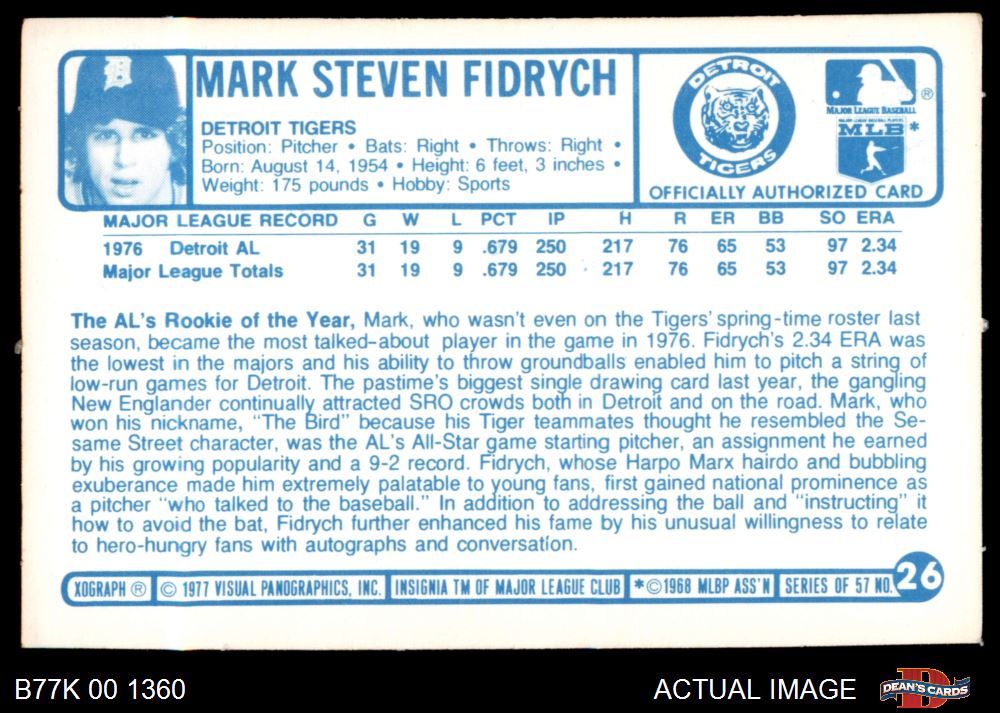 MARK STEVEN FIDRYCH
DETROIT TIGERS
Position: Pitcher • Bats: Right • Throws: Right •
Born: August 14, 1954 • Height: 6 feet, 3 inches •
Weight: 175 pounds • Hobby: Sports
DETROIT
TIGERS
®
MAJOR LEAGUE BASEBALL
MAJOR LEAGUE BASEBALL PLAYERS
MLB *
OFFICIALLY AUTHORIZED CARD
MAJOR LEAGUE RECORD G W L PCT IP H R ER BB SO ERA
1976 Detroit AL 31 19 9 .679 250 217 76 65 53 97 2.34
Major League Totals 31 19 9 .679 250 217 76 65 53 97 2.34
The AL's Rookie of the Year, Mark, who wasn't even on the Tigers' spring-time roster last
season, became the most talked-about player in the game in 1976. Fidrych's 2.34 ERA was
the lowest in the majors and his ability to throw groundballs enabled him to pitch a string of
low-run games for Detroit. The pastime's biggest single drawing card last year, the gangling
New Englander continually attracted SRO crowds both in Detroit and on the road. Mark, who
won his nickname, "The Bird" because his Tiger teammates thought he resembled the Se-
same Street character, was the AL's All-Star game starting pitcher, an assignment he earned
by his growing popularity and a 9-2 record. Fidrych, whose Harpo Marx hairdo and bubbling
exuberance made him extremely palatable to young fans, first gained national prominence as
a pitcher "who talked to the baseball." In addition to addressing the ball and "instructing" it
how to avoid the bat, Fidrych further enhanced his fame by his unusual willingness to relate
to hero-hungry fans with autographs and conversation.
XOGRAPH ® © 1977 VISUAL PANOGRAPHICS, INC. INSIGNIA TM OF MAJOR LEAGUE CLUB *©1968 MLBP ASS'N SERIES OF 57 NO. 26
B77K 00 1360
ACTUAL IMAGE
DEAN'S CARDS